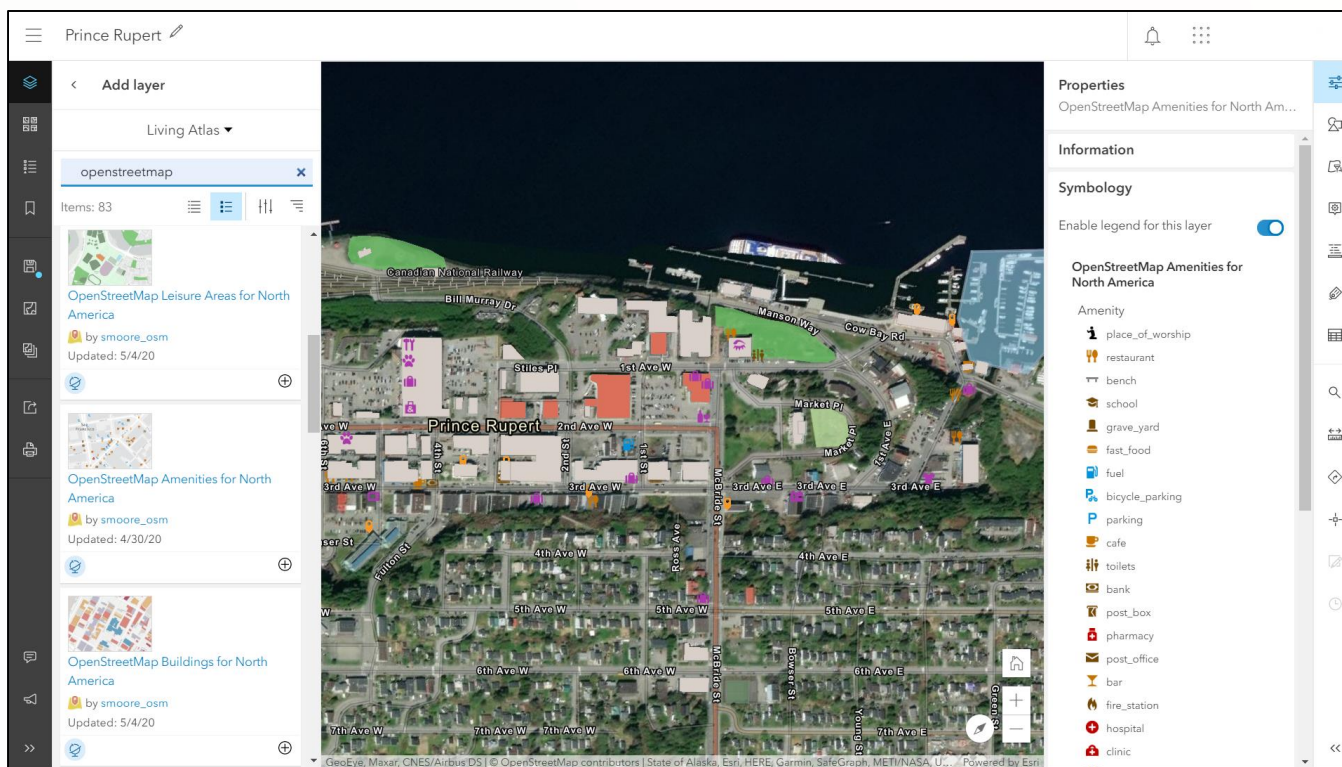 Prince Rupert
Add layer
Living Atlas
openstreetmap
Items: 83
OpenStreetMap Leisure Areas for North
America
by smoore_osm
Updated: 5/4/20
OpenStreetMap Amenities for North
America
by smoore_osm
Updated: 4/30/20
OpenStreetMap Buildings for North
America
by smoore_osm
Updated: 5/4/20
Canadian National Railway
Bill Murray Dr
Manson Way
Cow Bay Rd
Stiles Pl
1st Ave W
Market Pl
Prince Rupert
2nd Ave W
ve W
6th St
4th St
2nd St
1st St
Market Pl
1st Ave E
3rd Ave W
3rd Ave W
McBride St
3rd Ave E
3rd Ave E
3rd Ave E
ser St
Fulton St
Ross Ave
4th Ave W
4th Ave E
W
5th Ave W
5th Ave W
5th Ave E
6th Ave W
McBride St
Bowser St
6th Ave E
Green St
7th Ave W
7th Ave W
7th Ave W
Young St
7th Ave E
GeoEye, Maxar, CNES/Airbus DS | © OpenStreetMap contributors | State of Alaska, Esri, HERE, Garmin, SafeGraph, METI/NASA, U... Powered by Esri
Properties
OpenStreetMap Amenities for North Am...
Information
Symbology
Enable legend for this layer
OpenStreetMap Amenities for
North America
Amenity
place_of_worship
restaurant
bench
school
grave_yard
fast_food
fuel
bicycle_parking
parking
cafe
toilets
bank
post_box
pharmacy
post_office
bar
fire_station
hospital
clinic